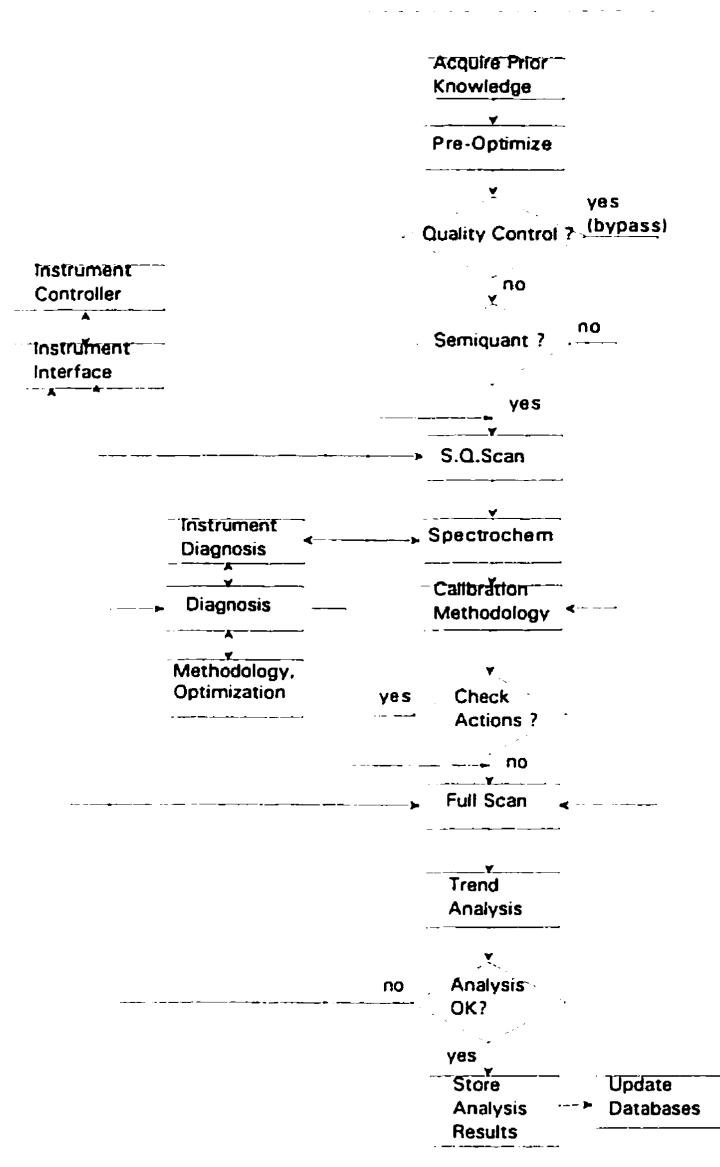 Acquire Prior
Knowledge
Pre-Optimize
Quality Control ?
yes
(bypass)
no
Instrument
Controller
Instrument
Interface
Semiquant ?
no
yes
S.Q.Scan
Instrument
Diagnosis
Spectrochem
Diagnosis
Calibration
Methodology
Methodology,
Optimization
yes
Check
Actions ?
no
Full Scan
Trend
Analysis
no
Analysis
OK?
yes
Store
Analysis
Results
Update
Databases